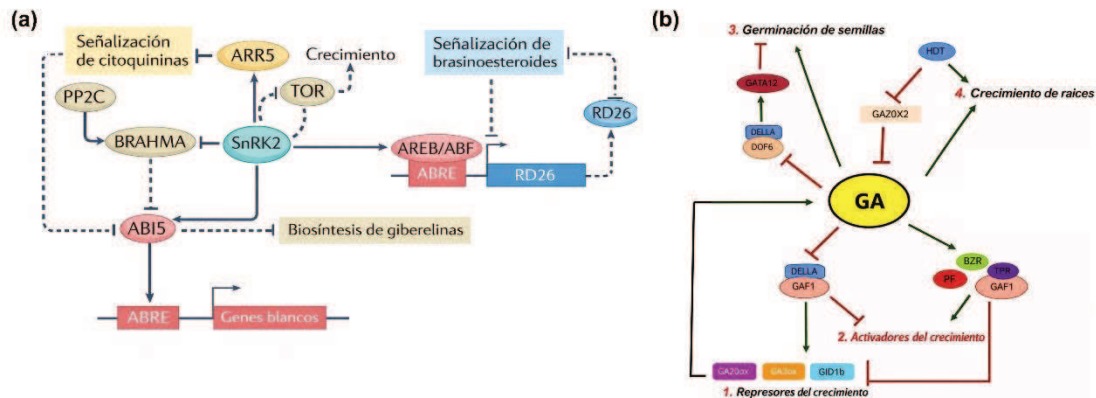 (a)
Señalización
de citoquininas
ARR5
Crecimiento
Señalización de
brasinoesteroides
PP2C
TOR
RD26
BRAHMA
SnRK2
AREB/ABF
ABRE
RD26
ABI5
Biosíntesis de giberelinas
ABRE
Genes blancos
(b)
3. Germinación de semillas
HDT
GATA12
4. Crecimiento de raices
GA2OX2
DELLA
DOF6
GA
DELLA
GAF1
BZR
PIF
TPR
GAF1
2. Activadores del crecimiento
GA20ox
GA3ox
GID1b
1. Represores del crecimiento